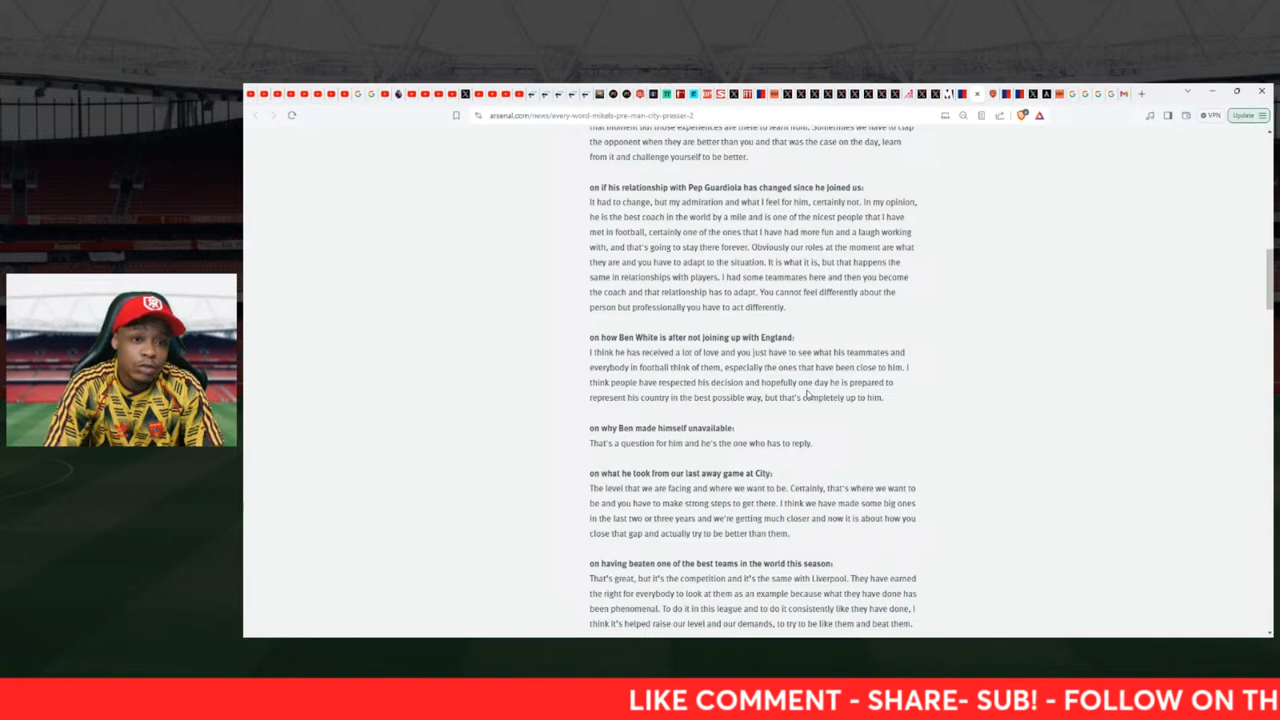 VPN
Update
arsenal.com/news/every-word-mikels-pre-man-city-presser-2
that moment but those experiences are there to learn from. Sometimes we have to clap
the opponent when they are better than you and that was the case on the day, learn
from it and challenge yourself to be better.
on if his relationship with Pep Guardiola has changed since he joined us:
It had to change, but my admiration and what I feel for him, certainly not. In my opinion,
he is the best coach in the world by a mile and is one of the nicest people that I have
met in football, certainly one of the ones that I have had more fun and a laugh working
with, and that's going to stay there forever. Obviously our roles at the moment are what
they are and you have to adapt to the situation. It is what it is, but that happens the
same in relationships with players. I had some teammates here and then you become
the coach and that relationship has to adapt. You cannot feel differently about the
person but professionally you have to act differently.
on how Ben White is after not joining up with England:
I think he has received a lot of love and you just have to see what his teammates and
everybody in football think of them, especially the ones that have been close to him. I
think people have respected his decision and hopefully one day he is prepared to
represent his country in the best possible way, but that's completely up to him.
on why Ben made himself unavailable:
That's a question for him and he's the one who has to reply.
on what he took from our last away game at City:
The level that we are facing and where we want to be. Certainly, that's where we want to
be and you have to make strong steps to get there. I think we have made some big ones
in the last two or three years and we're getting much closer and now it is about how you
close that gap and actually try to be better than them.
on having beaten one of the best teams in the world this season:
That's great, but it's the competition and it's the same with Liverpool. They have earned
the right for everybody to look at them as an example because what they have done has
been phenomenal. To do it in this league and to do it consistently like they have done, I
think it's helped raise our level and our demands, to try to be like them and beat them.
LIKE COMMENT - SHARE- SUB! - FOLLOW ON TH